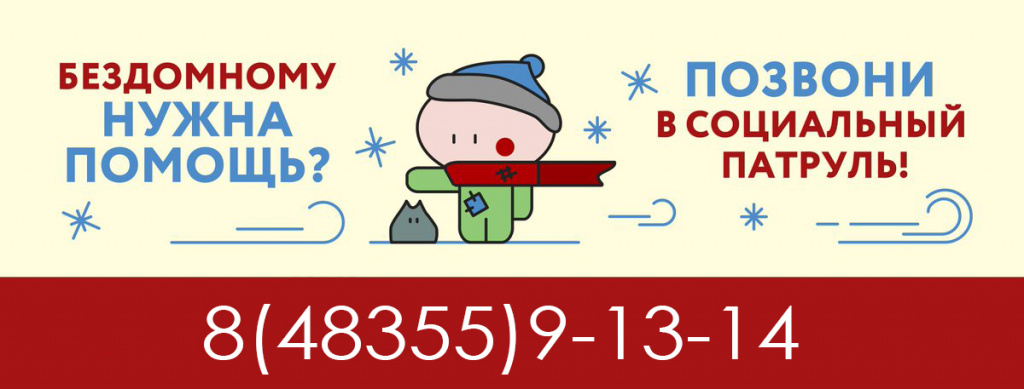 БЕЗДОМНОМУ
НУЖНА
ПОМОЩЬ?
ПОЗВОНИ
В СОЦИАЛЬНЫЙ
ПАТРУЛЬ!
8(48355)9-13-14